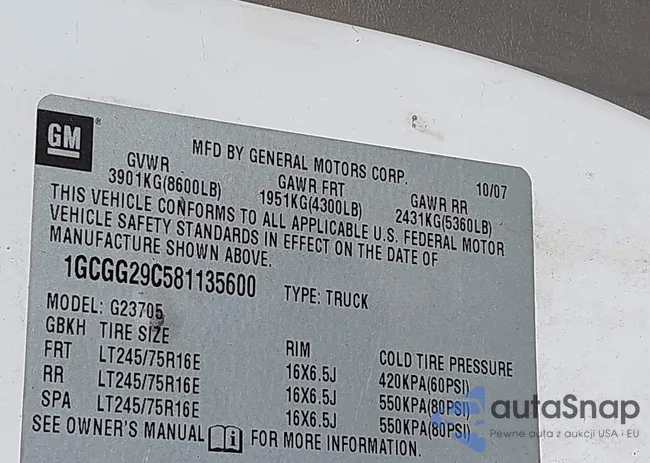 GM
MFD BY GENERAL MOTORS CORP. 10/07
GVWR GAWR FRT GAWR RR
3901KG(8600LB) 1951KG(4300LB) 2431KG(5360LB)
THIS VEHICLE CONFORMS TO ALL APPLICABLE U.S. FEDERAL MOTOR
VEHICLE SAFETY STANDARDS IN EFFECT ON THE DATE OF
MANUFACTURE SHOWN ABOVE.
1GCGG29C581135600 TYPE: TRUCK
MODEL: G23705
GBKH TIRE SIZE RIM COLD TIRE PRESSURE
FRT LT245/75R16E 16X6.5J 420KPA(60PSI)
RR LT245/75R16E 16X6.5J 550KPA(80PSI)
SPA LT245/75R16E 16X6.5J 550KPA(80PSI)
SEE OWNER'S MANUAL FOR MORE INFORMATION.
autaSnap
Pewne auta z aukcji USA i EU